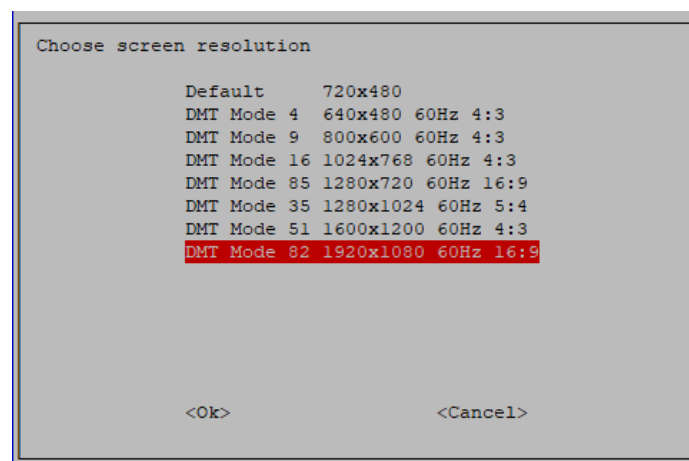 Choose screen resolution
Default 720x480
DMT Mode 4 640x480 60Hz 4:3
DMT Mode 9 800x600 60Hz 4:3
DMT Mode 16 1024x768 60Hz 4:3
DMT Mode 85 1280x720 60Hz 16:9
DMT Mode 35 1280x1024 60Hz 5:4
DMT Mode 51 1600x1200 60Hz 4:3
DMT Mode 82 1920x1080 60Hz 16:9
<Ok> <Cancel>